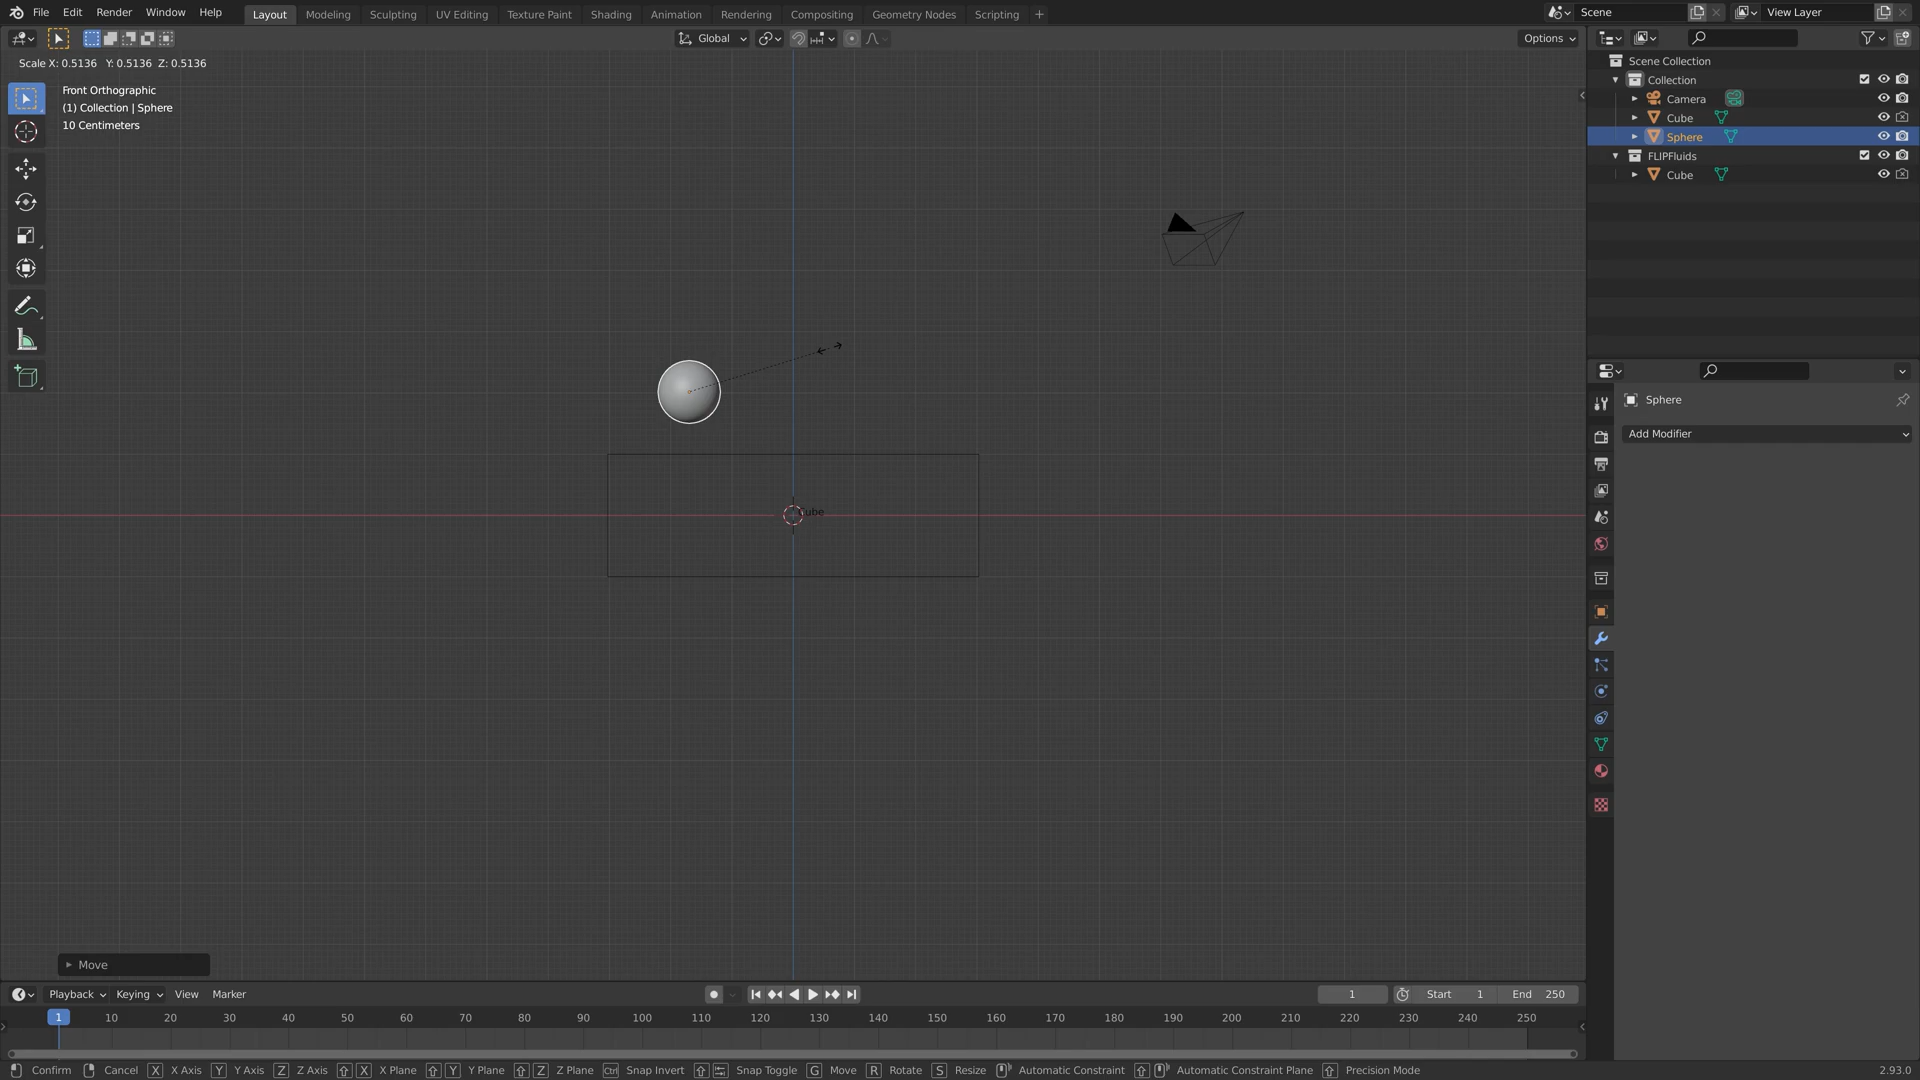 File Edit Render Window Help Layout Modeling Sculpting UV Editing Texture Paint Shading Animation Rendering Compositing Geometry Nodes Scripting + Scene View Layer
Global Options
Scale X: 0.5136 Y: 0.5136 Z: 0.5136
Front Orthographic
(1) Collection | Sphere
10 Centimeters
Scene Collection
Collection
Camera
Cube
Sphere
FLIPFluids
Cube
Sphere
Add Modifier
Move
Playback Keying View Marker 1 Start 1 End 250
1 10 20 30 40 50 60 70 80 90 100 110 120 130 140 150 160 170 180 190 200 210 220 230 240 250
Confirm Cancel X X Axis Y Y Axis Z Z Axis X X Plane Y Y Plane Z Z Plane Ctrl Snap Invert Snap Toggle G Move R Rotate S Resize Automatic Constraint Automatic Constraint Plane Precision Mode 2.93.0